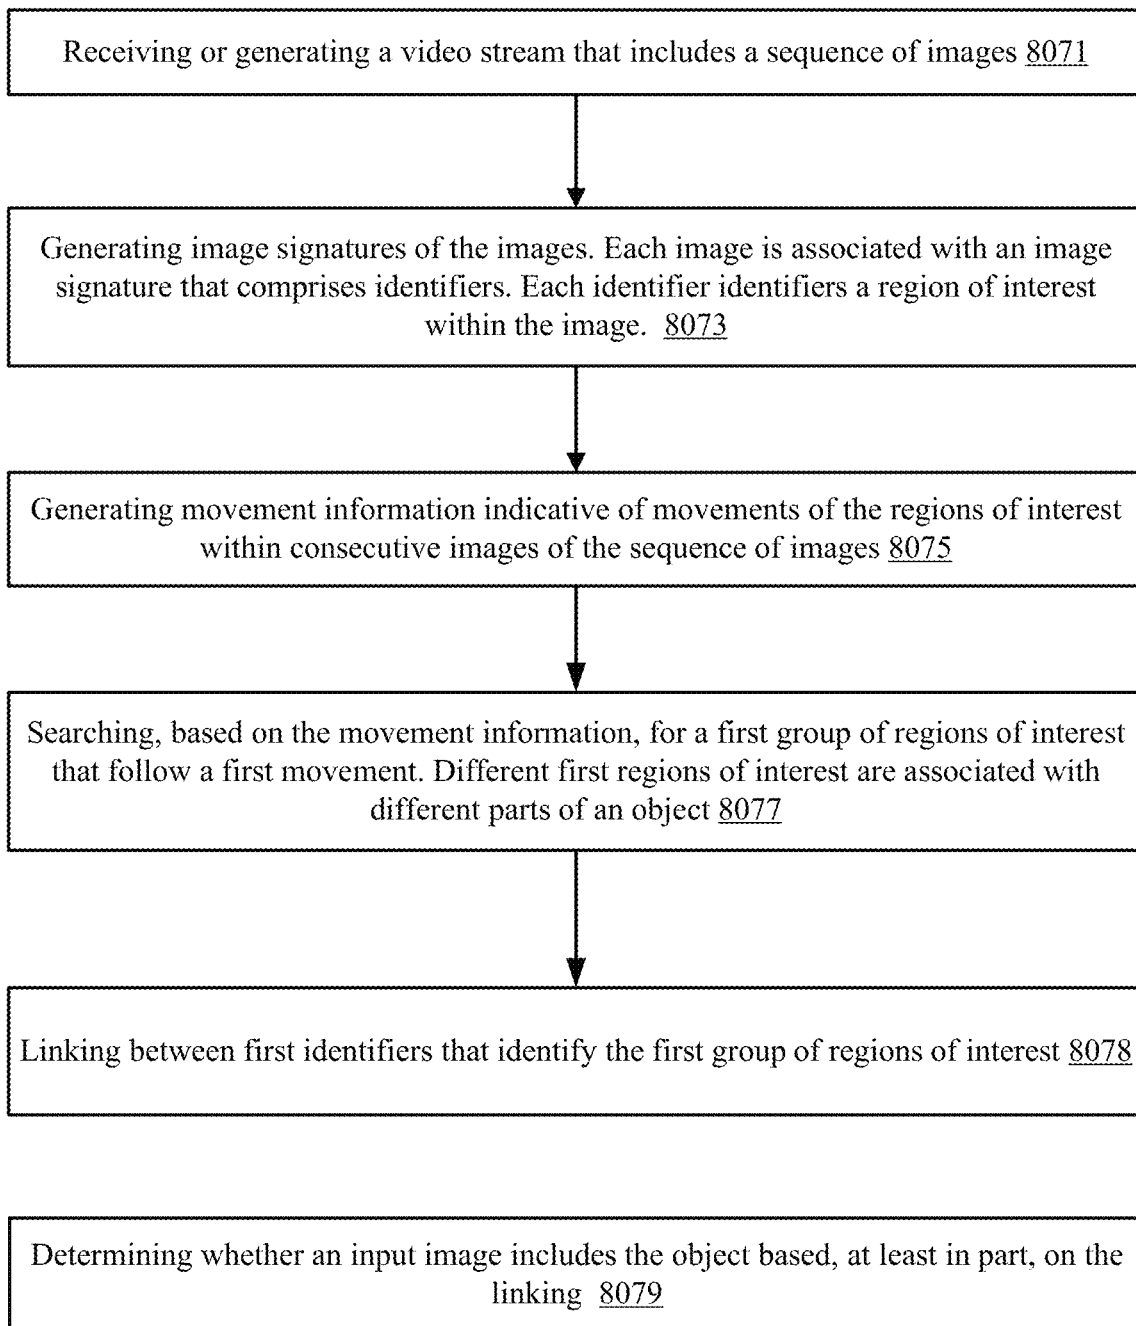 Receiving or generating a video stream that includes a sequence of images 8071
Generating image signatures of the images. Each image is associated with an image
signature that comprises identifiers. Each identifier identifiers a region of interest
within the image. 8073
Generating movement information indicative of movements of the regions of interest
within consecutive images of the sequence of images 8075
Searching, based on the movement information, for a first group of regions of interest
that follow a first movement. Different first regions of interest are associated with
different parts of an object 8077
Linking between first identifiers that identify the first group of regions of interest 8078
Determining whether an input image includes the object based, at least in part, on the
linking 8079